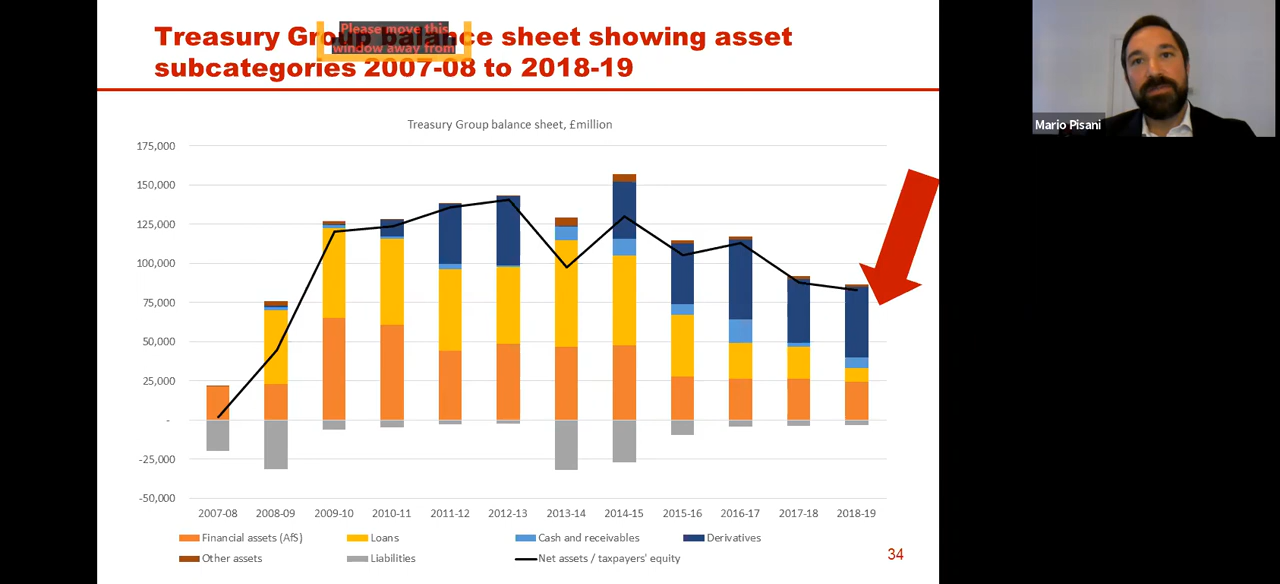 Treasury Group balance sheet showing asset
subcategories 2007-08 to 2018-19
Please move this
window away from
Mario Pisani
Treasury Group balance sheet, £million
175,000
150,000
125,000
100,000
75,000
50,000
25,000
-
-25,000
-50,000
2007-08 2008-09 2009-10 2010-11 2011-12 2012-13 2013-14 2014-15 2015-16 2016-17 2017-18 2018-19
Financial assets (AfS) Loans Cash and receivables Derivatives
Other assets Liabilities Net assets / taxpayers' equity
34